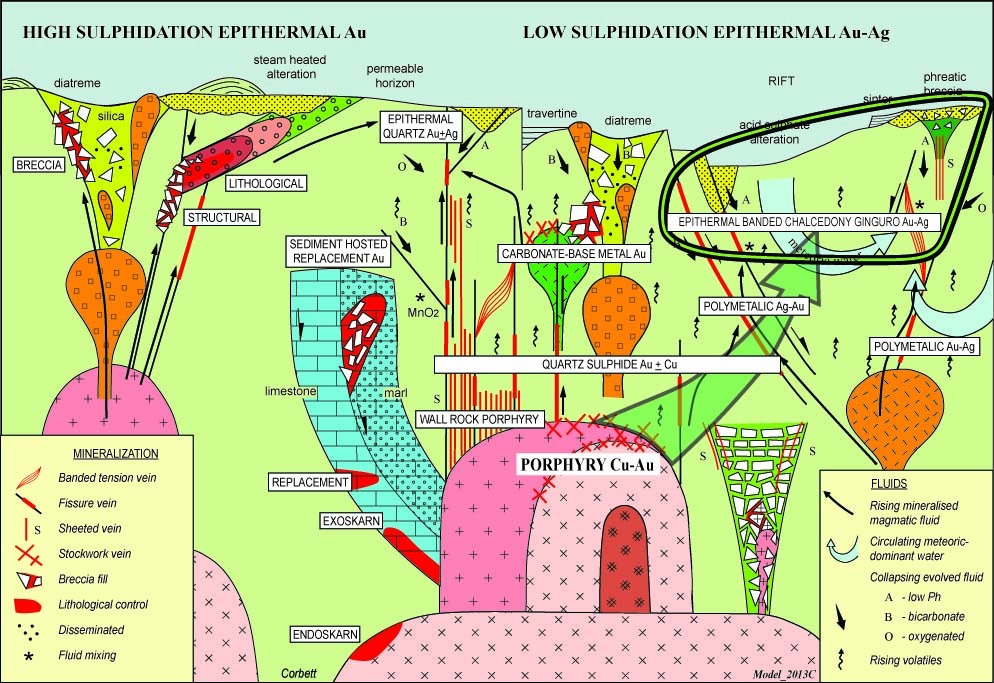 HIGH SULPHIDATION EPITHERMAL Au
LOW SULPHIDATION EPITHERMAL Au-Ag
diatreme
silica
steam heated
alteration
permeable
horizon
BRECCIA
LITHOLOGICAL
STRUCTURAL
EPITHERMAL
QUARTZ Au±Ag
A
O
B
S
travertine
diatreme
B
B
RIFT
acid sulphate
alteration
sinter
phreatic
breccia
A
S
O
A
EPITHERMAL BANDED CHALCEDONY GINGURO Au-Ag
SEDIMENT HOSTED
REPLACEMENT Au
MnO2
CARBONATE-BASE METAL Au
POLYMETALIC Ag-Au
POLYMETALIC Au-Ag
QUARTZ SULPHIDE Au ± Cu
limestone
marl
S
WALL ROCK PORPHYRY
PORPHYRY Cu-Au
S
S
REPLACEMENT
EXOSKARN
ENDOSKARN
MINERALIZATION
Banded tension vein
Fissure vein
S Sheeted vein
Stockwork vein
Breccia fill
Lithological control
Disseminated
* Fluid mixing
FLUIDS
Rising mineralised
magmatic fluid
Circulating meteoric-
dominant water
Collapsing evolved fluid
A - low Ph
B - bicarbonate
O - oxygenated
Rising volatiles
Corbett
Model_2013C